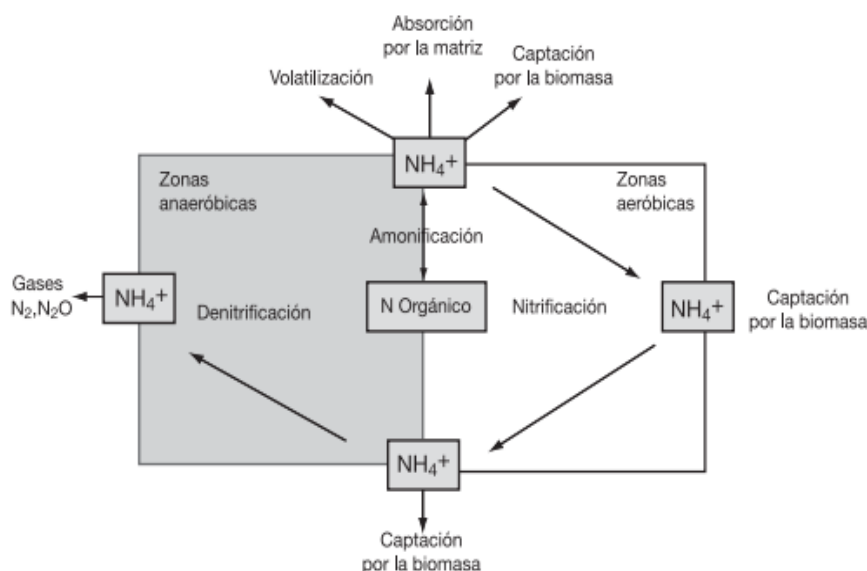 Absorción
por la matriz
Captación
por la biomasa
Volatilización
NH₄⁺
Zonas
anaeróbicas
Zonas
aeróbicas
Amonificación
Gases
N₂,N₂O
NH₄⁺
Denitrificación
N Orgánico
Nitrificación
NH₄⁺
Captación
por la biomasa
NH₄⁺
Captación
por la biomasa